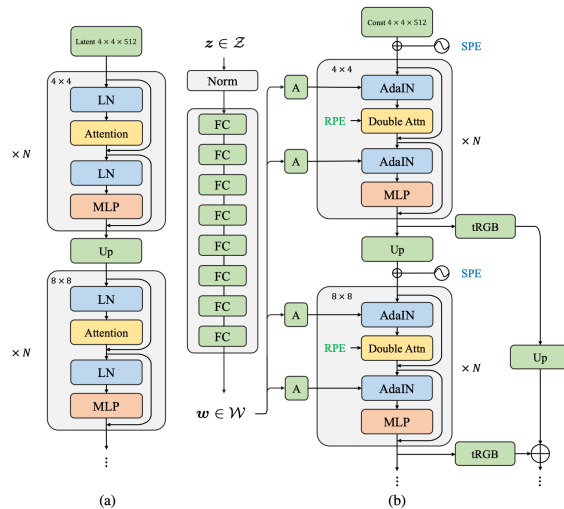 Latent 4 × 4 × 512
4 × 4
LN
Attention
× N
LN
MLP
Up
8 × 8
LN
Attention
× N
LN
MLP
⋮
(a)
z ∈ Z
Norm
FC
FC
FC
FC
FC
FC
FC
FC
w ∈ W
Const 4 × 4 × 512
SPE
4 × 4
A
AdaIN
RPE
Double Attn
× N
A
AdaIN
MLP
tRGB
Up
SPE
8 × 8
A
AdaIN
RPE
Double Attn
× N
Up
A
AdaIN
MLP
tRGB
⋮
⋮
(b)